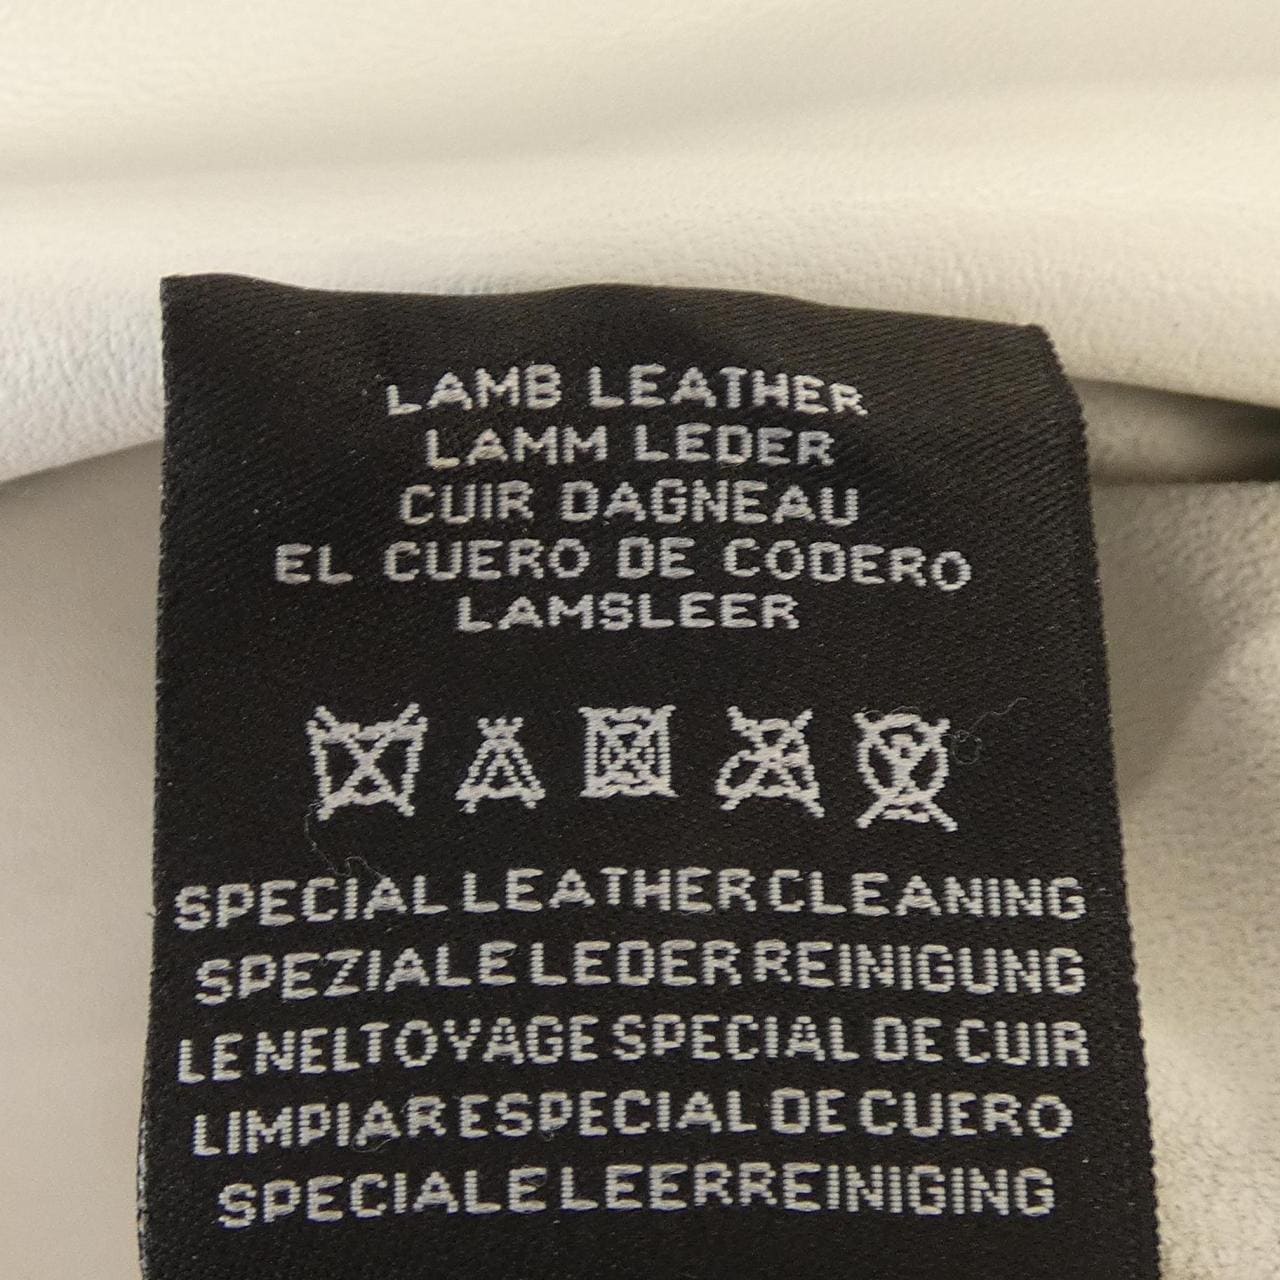 LAMB LEATHER
LAMM LEDER
CUIR DAGNEAU
EL CUERO DE CODERO
LAMSLEER
SPECIAL LEATHER CLEANING
SPEZIALE LEDER REINIGUNG
LE NELTOYAGE SPECIAL DE CUIR
LIMPIAR ESPECIAL DE CUERO
SPECIALE LEERREINIGING